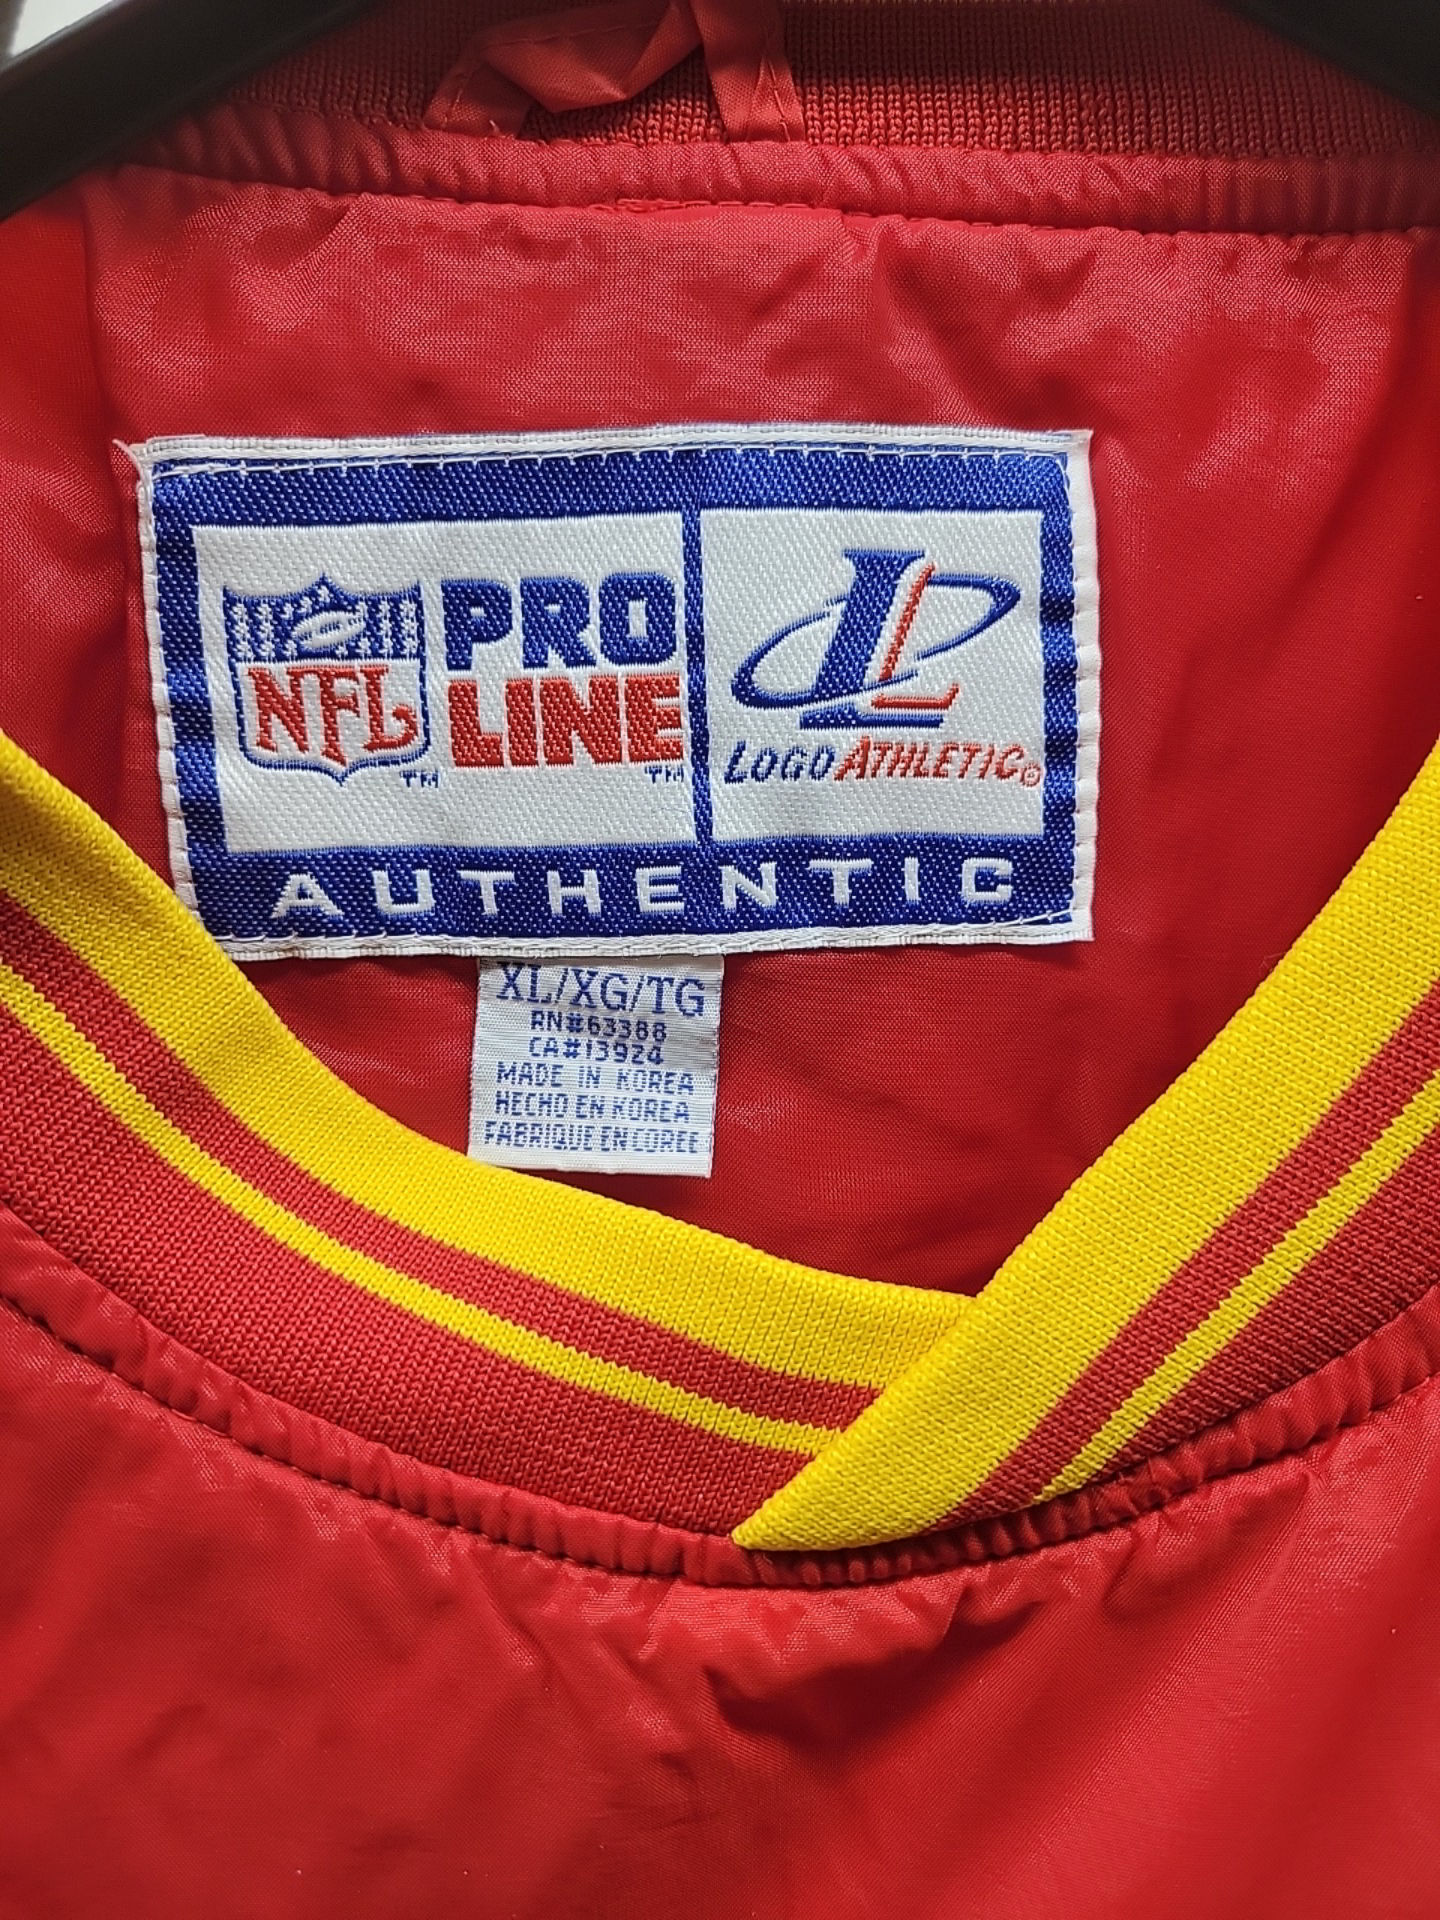 NFL
PRO
LINE
TM
TM
LOGO ATHLETIC®
AUTHENTIC
XL/XG/TG
RN#63388
CA#13924
MADE IN KOREA
HECHO EN KOREA
FABRIQUE EN COREE